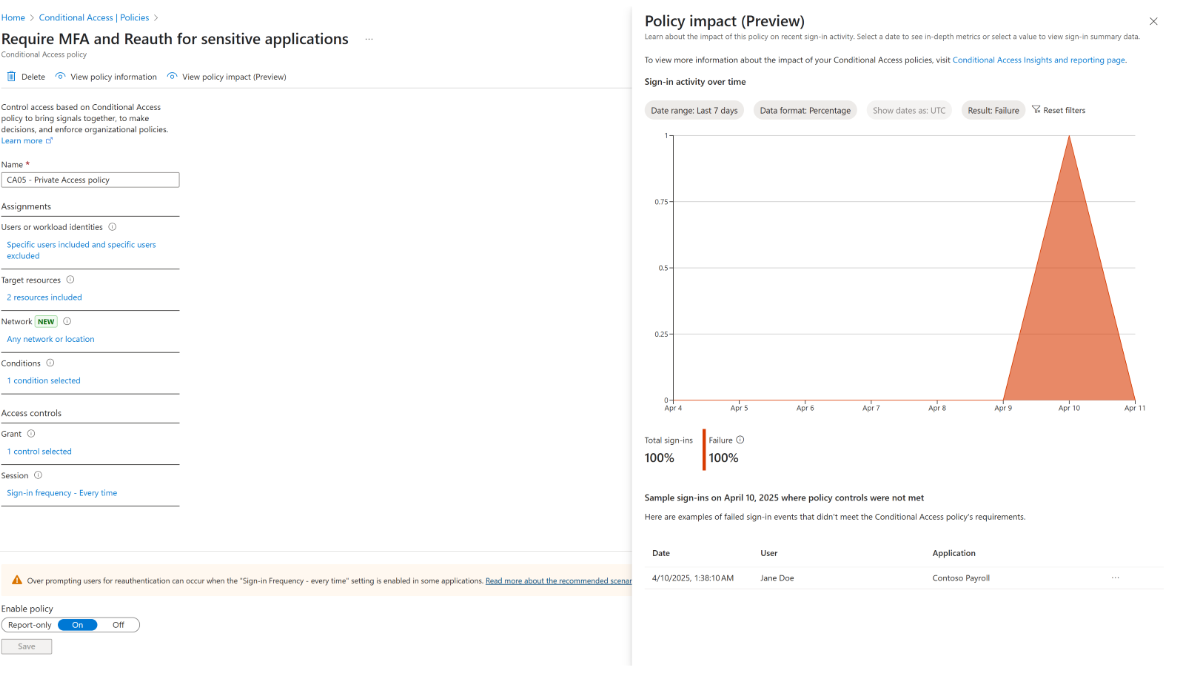 Home > Conditional Access | Policies >
Require MFA and Reauth for sensitive applications ...
Conditional Access policy
Delete View policy information View policy impact (Preview)
Control access based on Conditional Access
policy to bring signals together, to make
decisions, and enforce organizational policies.
Learn more
Name *
CA05 - Private Access policy
Assignments
Users or workload identities
Specific users included and specific users
excluded
Target resources
2 resources included
Network NEW
Any network or location
Conditions
1 condition selected
Access controls
Grant
1 control selected
Session
Sign-in frequency - Every time
Over prompting users for reauthentication can occur when the "Sign-in Frequency - every time" setting is enabled in some applications. Read more about the recommended scenar
Enable policy
Report-only On Off
Save
Policy impact (Preview)
Learn about the impact of this policy on recent sign-in activity. Select a date to see in-depth metrics or select a value to view sign-in summary data.
To view more information about the impact of your Conditional Access policies, visit Conditional Access Insights and reporting page.
Sign-in activity over time
Date range: Last 7 days Data format: Percentage Show dates as: UTC Result: Failure Reset filters
1
0.75
0.5
0.25
0
Apr 4 Apr 5 Apr 6 Apr 7 Apr 8 Apr 9 Apr 10 Apr 11
Total sign-ins Failure
100% 100%
Sample sign-ins on April 10, 2025 where policy controls were not met
Here are examples of failed sign-in events that didn't meet the Conditional Access policy's requirements.
Date User Application
4/10/2025, 1:38:10 AM Jane Doe Contoso Payroll ...